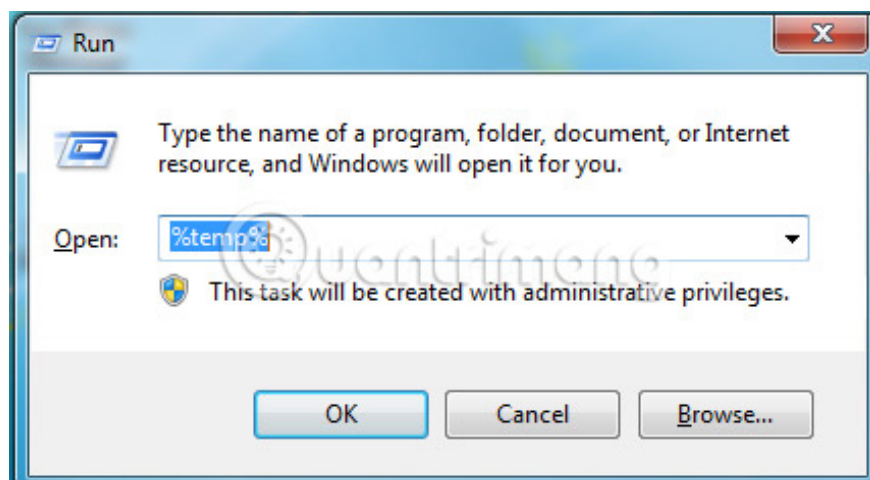 Run
Type the name of a program, folder, document, or Internet
resource, and Windows will open it for you.
Open: %temp%
Quantrimang
This task will be created with administrative privileges.
OK Cancel Browse...